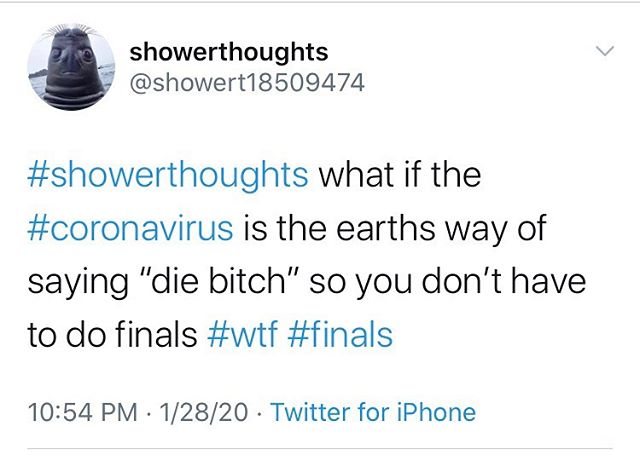 showerthoughts
@showert18509474
#showerthoughts what if the
#coronavirus is the earths way of
saying “die bitch” so you don’t have
to do finals #wtf #finals
10:54 PM · 1/28/20 · Twitter for iPhone